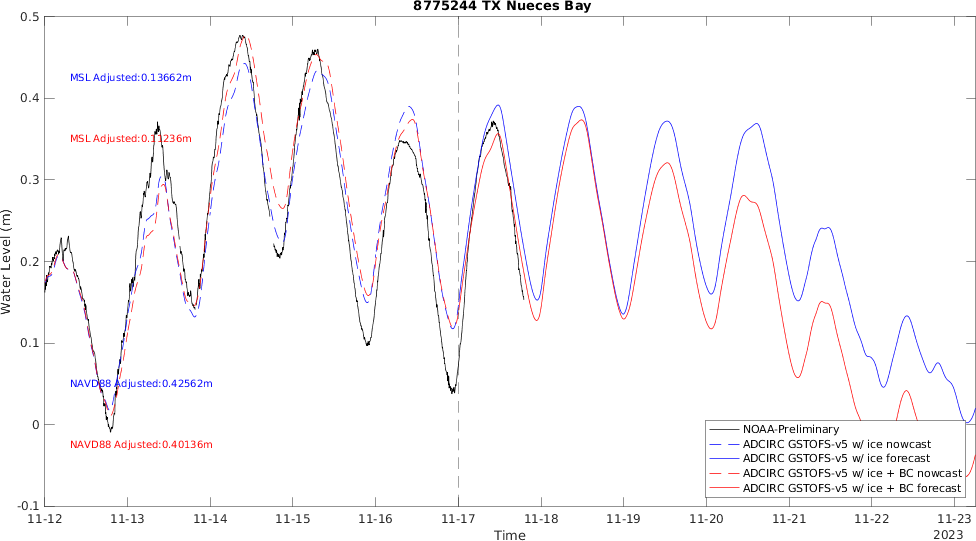 8775244 TX Nueces Bay
0.5
0.4
0.3
0.2
0.1
0
-0.1
Water Level (m)
MSL Adjusted:0.13662m
MSL Adjusted:0.11236m
NAVD88 Adjusted:0.42562m
NAVD88 Adjusted:0.40136m
NOAA-Preliminary
ADCIRC GSTOFS-v5 w/ ice nowcast
ADCIRC GSTOFS-v5 w/ ice forecast
ADCIRC GSTOFS-v5 w/ ice + BC nowcast
ADCIRC GSTOFS-v5 w/ ice + BC forecast
11-12 11-13 11-14 11-15 11-16 11-17 11-18 11-19 11-20 11-21 11-22 11-23
2023
Time